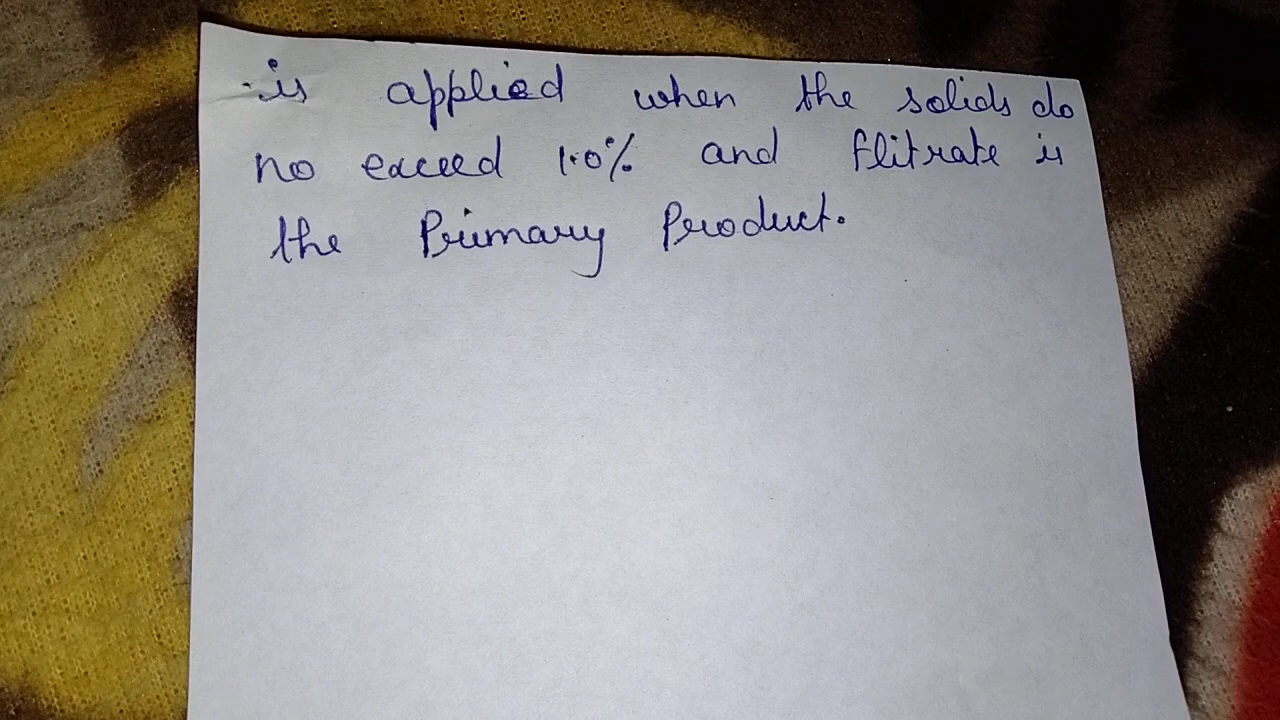 is applied when the solids do
no exceed 1.0% and flitrate is
the Primary Product.